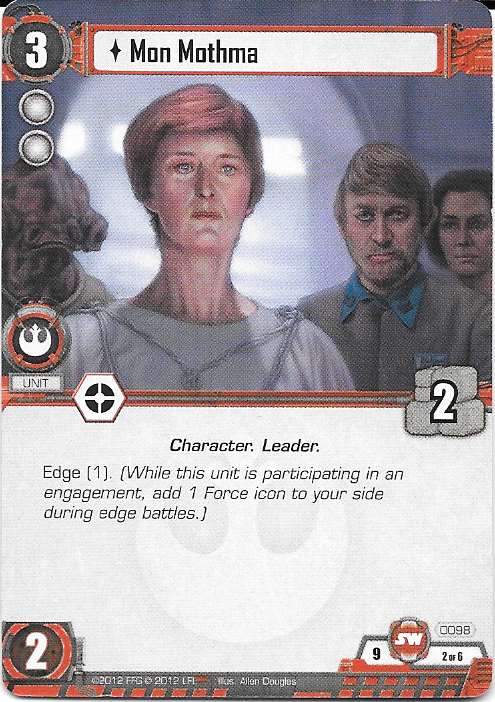 3
Mon Mothma
UNIT
2
Character. Leader.
Edge (1). (While this unit is participating in an
engagement, add 1 Force icon to your side
during edge battles.)
2
©2012 FFG © 2012 LFL Illus. Allen Douglas
SW
0098
9
2 OF 6